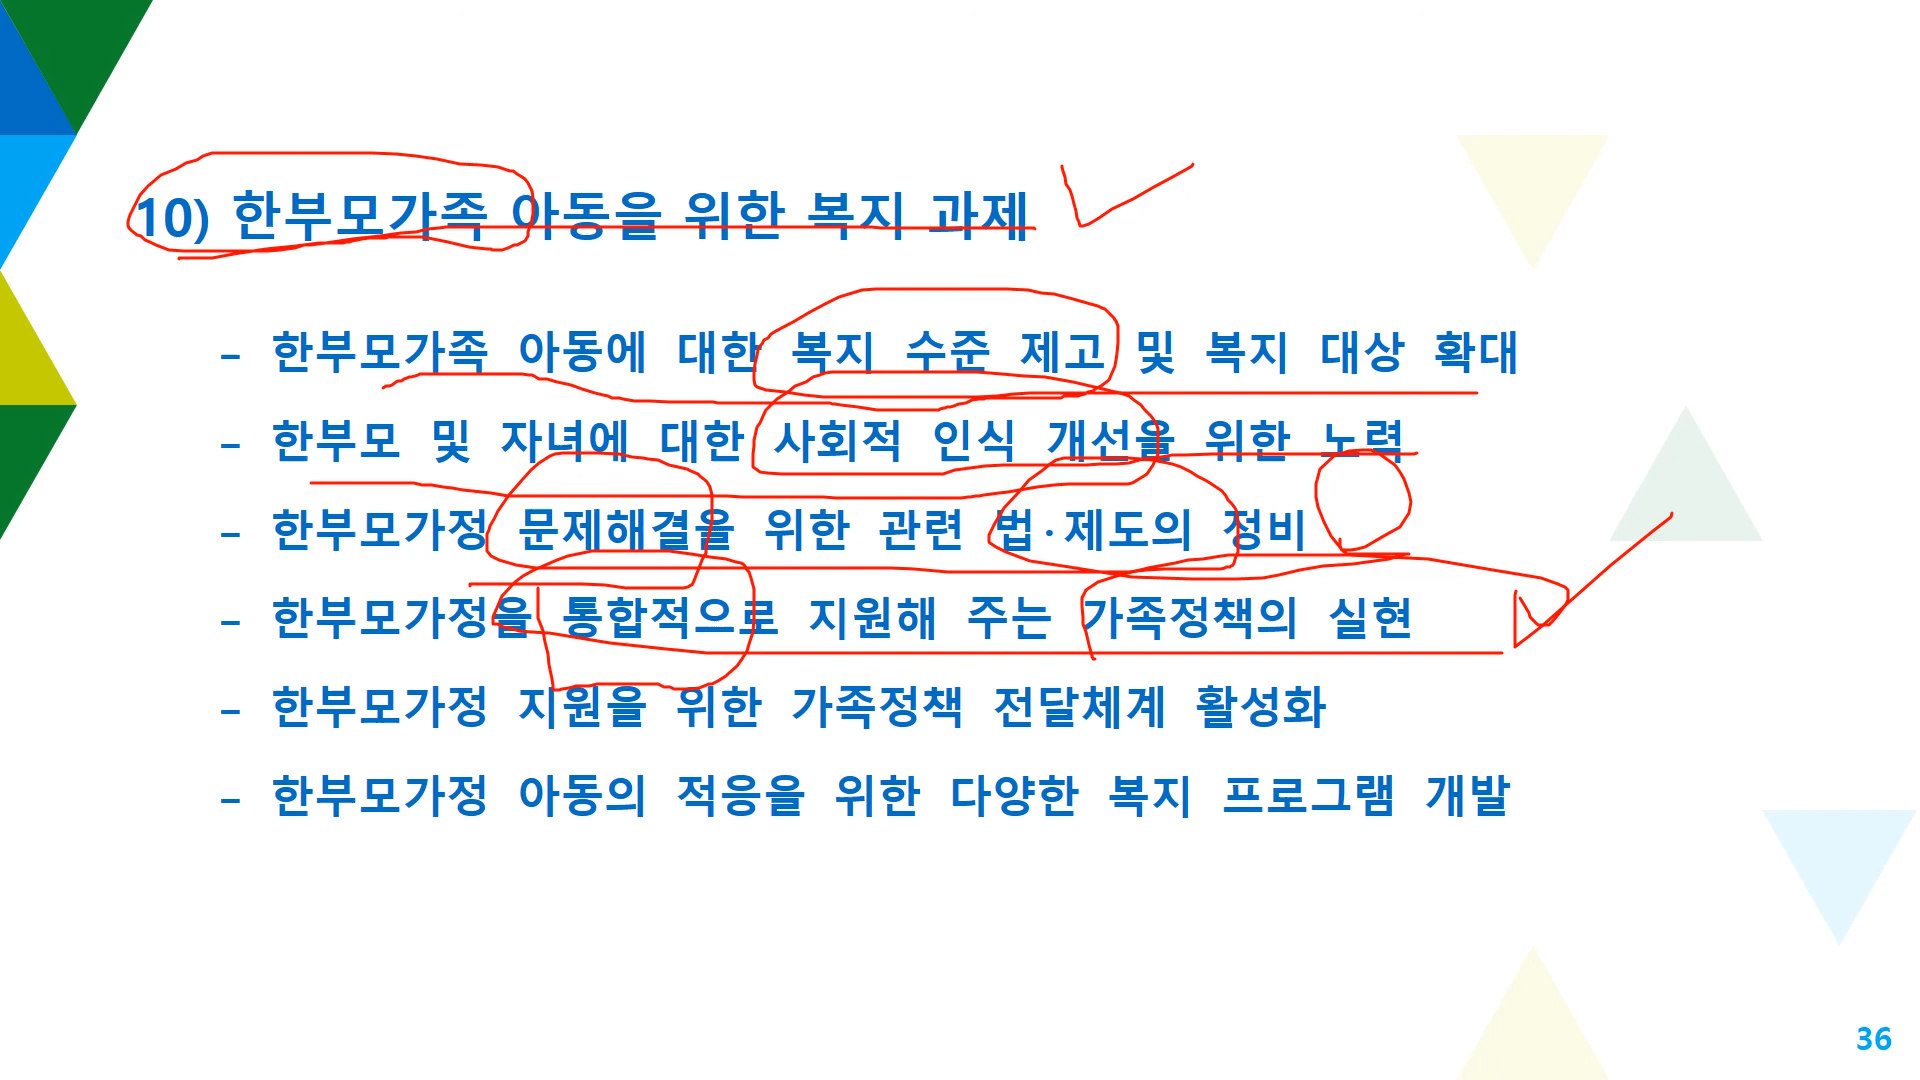 10) 한부모가족 아동을 위한 복지 과제
– 한부모가족 아동에 대한 복지 수준 제고 및 복지 대상 확대
– 한부모 및 자녀에 대한 사회적 인식 개선을 위한 노력
– 한부모가정 문제해결을 위한 관련 법·제도의 정비
– 한부모가정을 통합적으로 지원해 주는 가족정책의 실현
– 한부모가정 지원을 위한 가족정책 전달체계 활성화
– 한부모가정 아동의 적응을 위한 다양한 복지 프로그램 개발
36